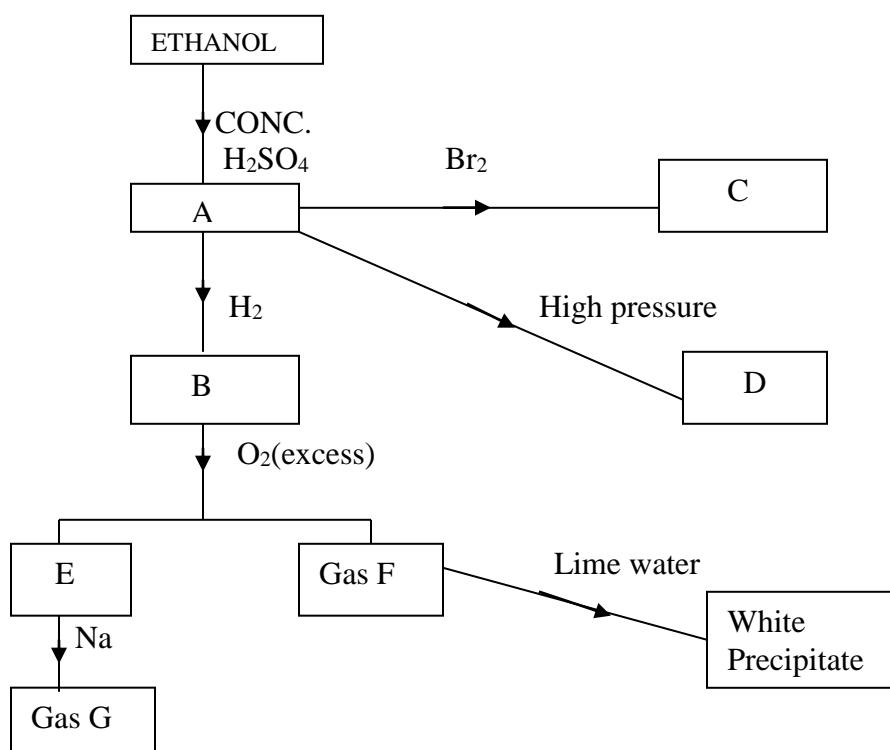 ETHANOL
CONC.
H₂SO₄
Br₂
C
A
H₂
High pressure
B
D
O₂(excess)
E
Gas F
Lime water
Na
White
Precipitate
Gas G